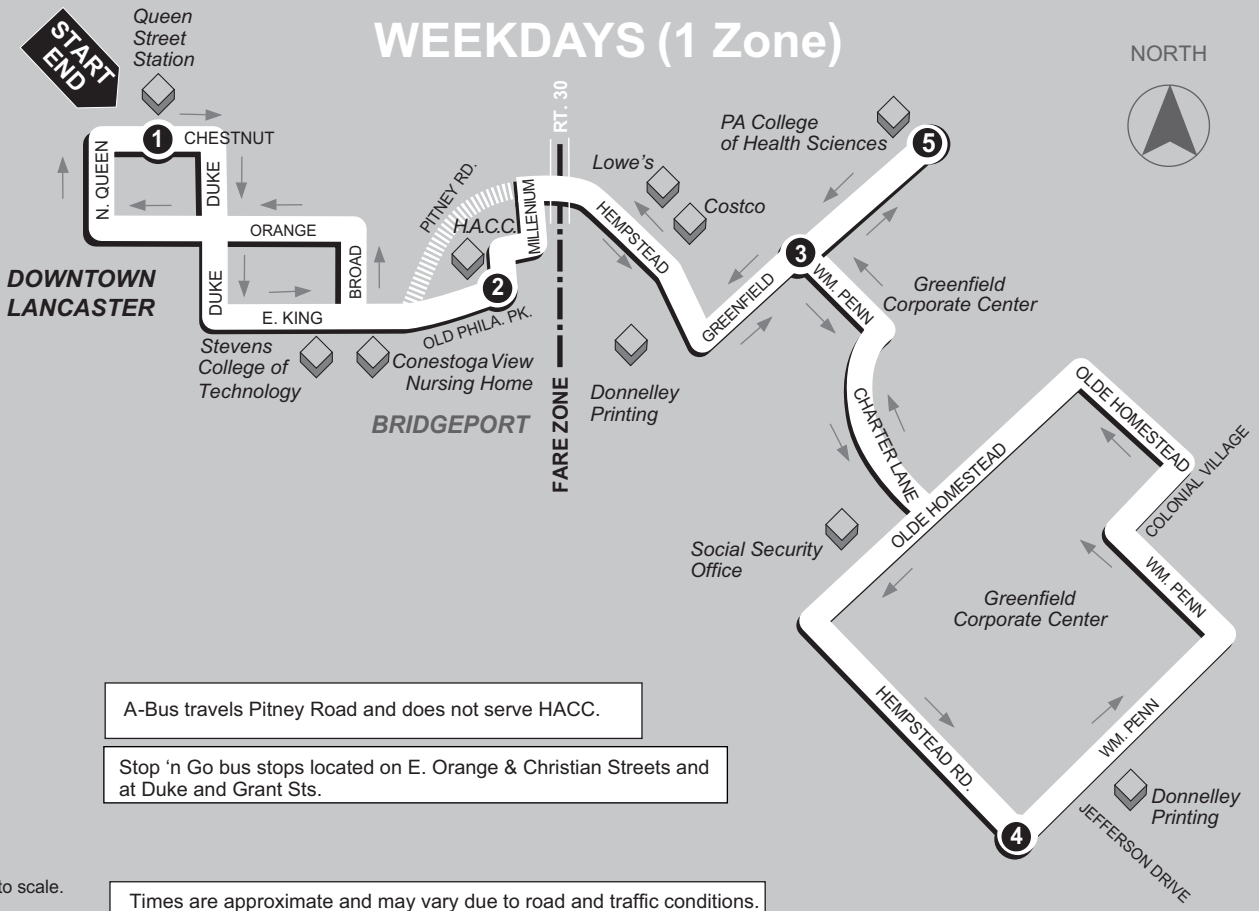 WEEKDAYS (1 Zone)
START
END
Queen
Street
Station
NORTH
1
CHESTNUT
N. QUEEN
DUKE
ORANGE
BROAD
DUKE
E. KING
DOWNTOWN
LANCASTER
Stevens
College of
Technology
Conestoga View
Nursing Home
BRIDGEPORT
PITNEY RD.
H.A.C.C.
MILLENIUM
2
OLD PHILA. PK.
RT. 30
FARE ZONE
Lowe's
Costco
HEMPSTEAD
Donnelley
Printing
PA College
of Health Sciences
5
3
GREENFIELD
WM. PENN
Greenfield
Corporate Center
CHARTER LANE
OLDE HOMESTEAD
OLDE HOMESTEAD
COLONIAL VILLAGE
WM. PENN
Social Security
Office
Greenfield
Corporate Center
HEMPSTEAD RD.
WM. PENN
4
JEFFERSON DRIVE
Donnelley
Printing
A-Bus travels Pitney Road and does not serve HACC.
Stop ‘n Go bus stops located on E. Orange & Christian Streets and
at Duke and Grant Sts.
to scale.
Times are approximate and may vary due to road and traffic conditions.